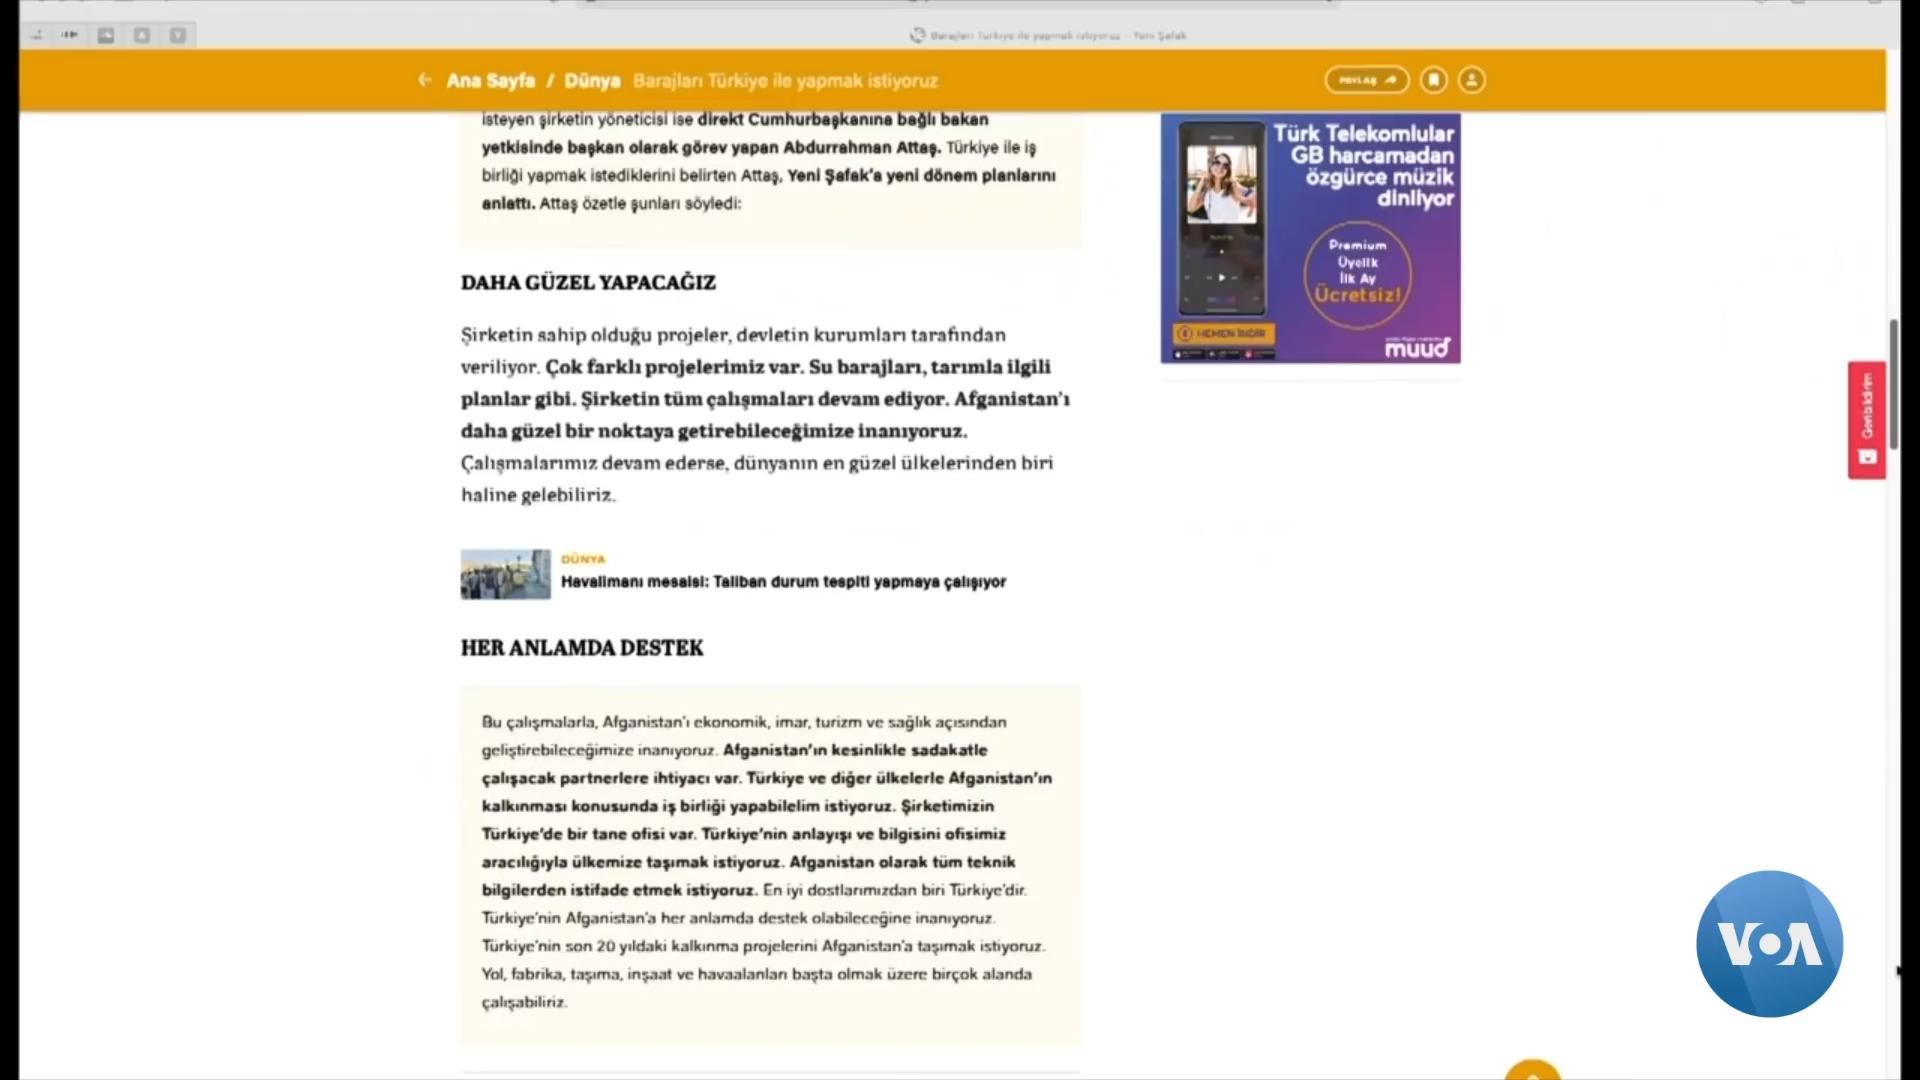 Barajları Türkiye ile yapmak istiyoruz - Yeni Şafak
Ana Sayfa / Dünya Barajları Türkiye ile yapmak istiyoruz
PAYLAŞ
isteyen şirketin yöneticisi ise direkt Cumhurbaşkanına bağlı bakan
yetkisinde başkan olarak görev yapan Abdurrahman Attaş. Türkiye ile iş
birliği yapmak istediklerini belirten Attaş, Yeni Şafak'a yeni dönem planlarını
anlattı. Attaş özetle şunları söyledi:
DAHA GÜZEL YAPACAĞIZ
Şirketin sahip olduğu projeler, devletin kurumları tarafından
veriliyor. Çok farklı projelerimiz var. Su barajları, tarımla ilgili
planlar gibi. Şirketin tüm çalışmaları devam ediyor. Afganistan'ı
daha güzel bir noktaya getirebileceğimize inanıyoruz.
Çalışmalarımız devam ederse, dünyanın en güzel ülkelerinden biri
haline gelebiliriz.
DÜNYA
Havalimanı mesaisi: Taliban durum tespiti yapmaya çalışıyor
HER ANLAMDA DESTEK
Bu çalışmalarla, Afganistan'ı ekonomik, imar, turizm ve sağlık açısından
geliştirebileceğimize inanıyoruz. Afganistan'ın kesinlikle sadakatle
çalışacak partnerlere ihtiyacı var. Türkiye ve diğer ülkelerle Afganistan'ın
kalkınması konusunda iş birliği yapabilelim istiyoruz. Şirketimizin
Türkiye'de bir tane ofisi var. Türkiye'nin anlayışı ve bilgisini ofisimiz
aracılığıyla ülkemize taşımak istiyoruz. Afganistan olarak tüm teknik
bilgilerden istifade etmek istiyoruz. En iyi dostlarımızdan biri Türkiye'dir.
Türkiye'nin Afganistan'a her anlamda destek olabileceğine inanıyoruz.
Türkiye'nin son 20 yıldaki kalkınma projelerini Afganistan'a taşımak istiyoruz.
Yol, fabrika, taşıma, inşaat ve havaalanları başta olmak üzere birçok alanda
çalışabiliriz.
Türk Telekomlular
GB harcamadan
özgürce müzik
dinliyor
Premium
Üyelik
İlk Ay
Ücretsiz!
HEMEN İNDİR
muud
Geribildirim
VOA